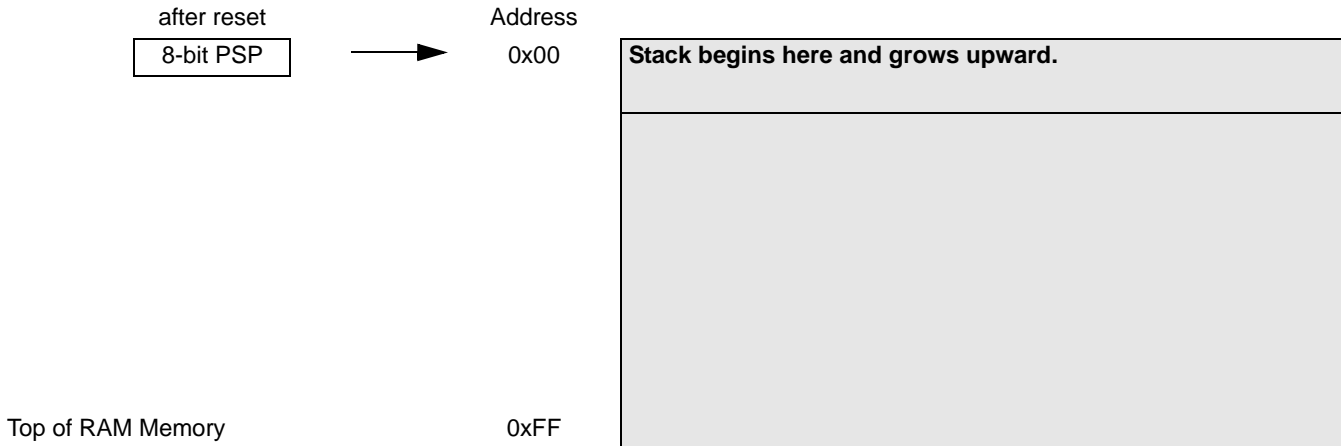 after reset Address
8-bit PSP 0x00 Stack begins here and grows upward.
Top of RAM Memory 0xFF